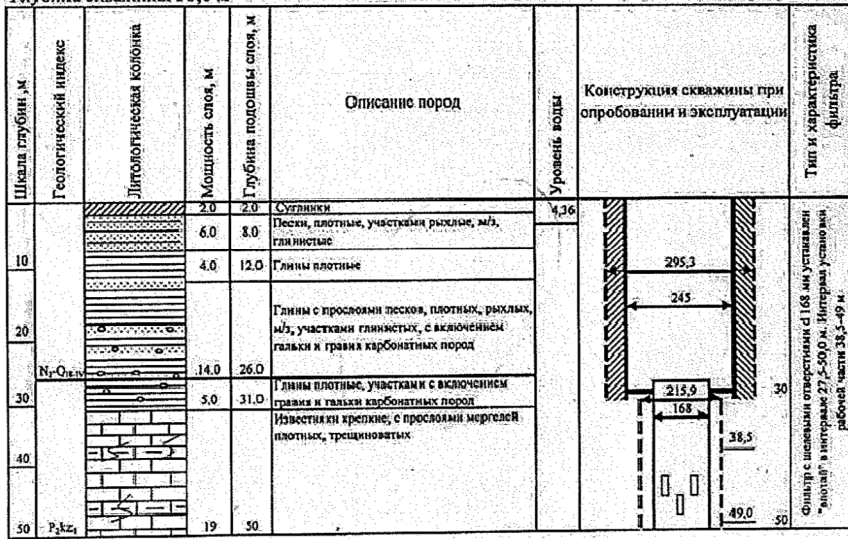 Шкала глубин ,м
Геологический индекс
Литологическая колонка
Мощность слоя, м
Глубина подошвы слоя, м
Описание пород
Уровень воды
Конструкция скважины при
опробовании и эксплуатации
Тип и характеристика
фильтра
2.0 2.0 Суглинки
4,36
6.0 8.0 Пески, плотные, участками рыхлые, м/з,
глинистые
10
4.0 12.0 Глины плотные
295,3
245
Глины с прослоями песков, плотных, рыхлых,
м/з, участками глинистых, с включением
гальки и гравия карбонатных пород
20
14.0 26.0
30
5,0 31,0 Глины плотные, участками с включением
гравия и гальки карбонатных пород
215,9
30
168
Известняки крепкие, с прослоями мергелей
плотных, трещиноватых
38,5
40
49,0
50 P₂kz₁ 19 50
50
Фильтр с щелевыми отверстиями d 168 мм установлен
"впотай" в интервале 27,5-50,0 м. Интервал установки
рабочей части 38,5-49 м.